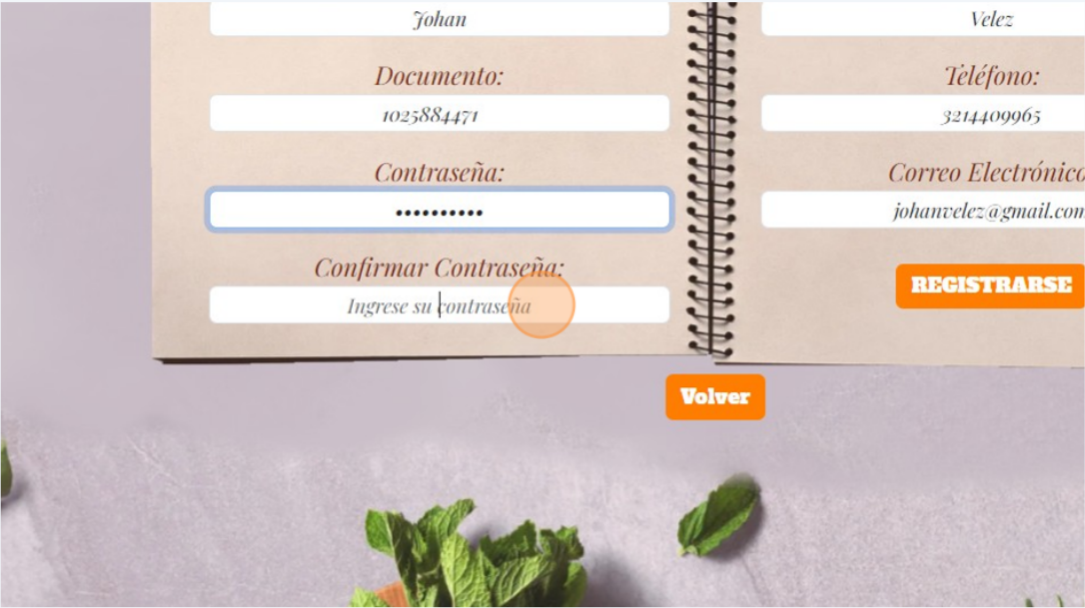 Johan
Velez
Documento:
Teléfono:
1025884471
3214409965
Contraseña:
Correo Electrónico
••••••••••
johanvelez@gmail.com
Confirmar Contraseña:
Ingrese su contraseña
REGISTRARSE
Volver